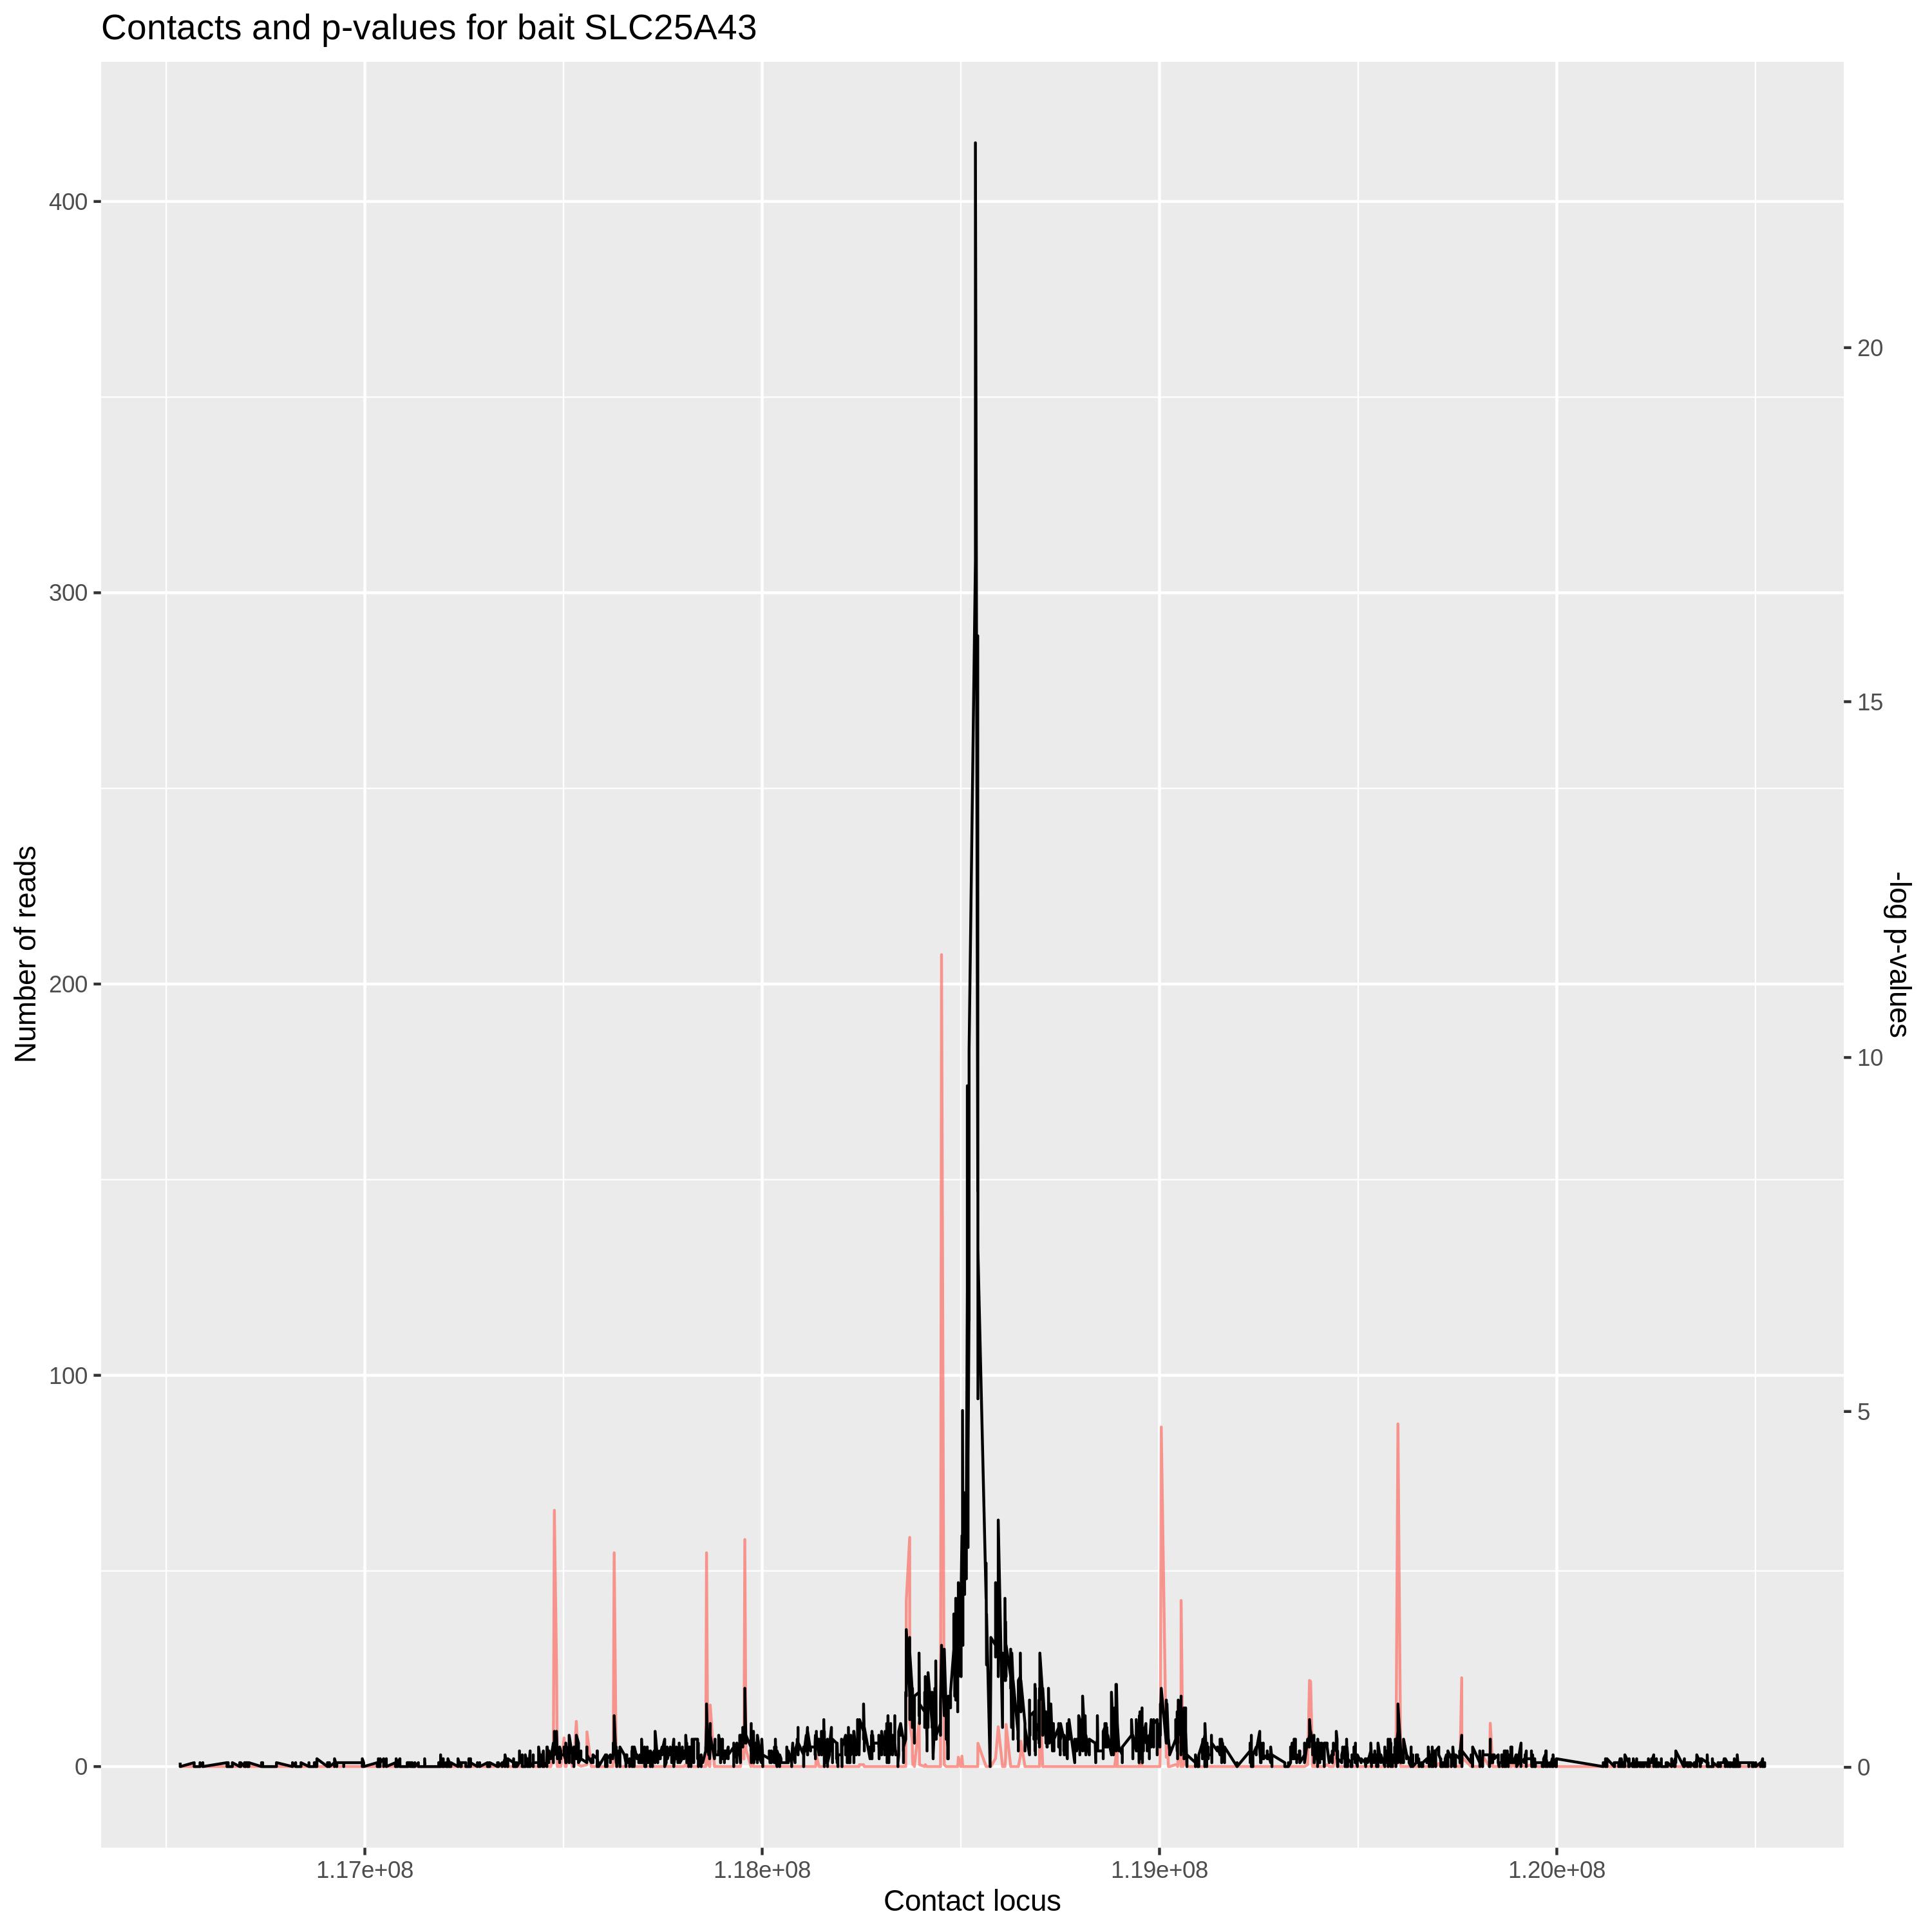 Contacts and p-values for bait SLC25A43
400
300
200
100
0
Number of reads
20
15
10
5
0
-log p-values
1.17e+08
1.18e+08
1.19e+08
1.20e+08
Contact locus